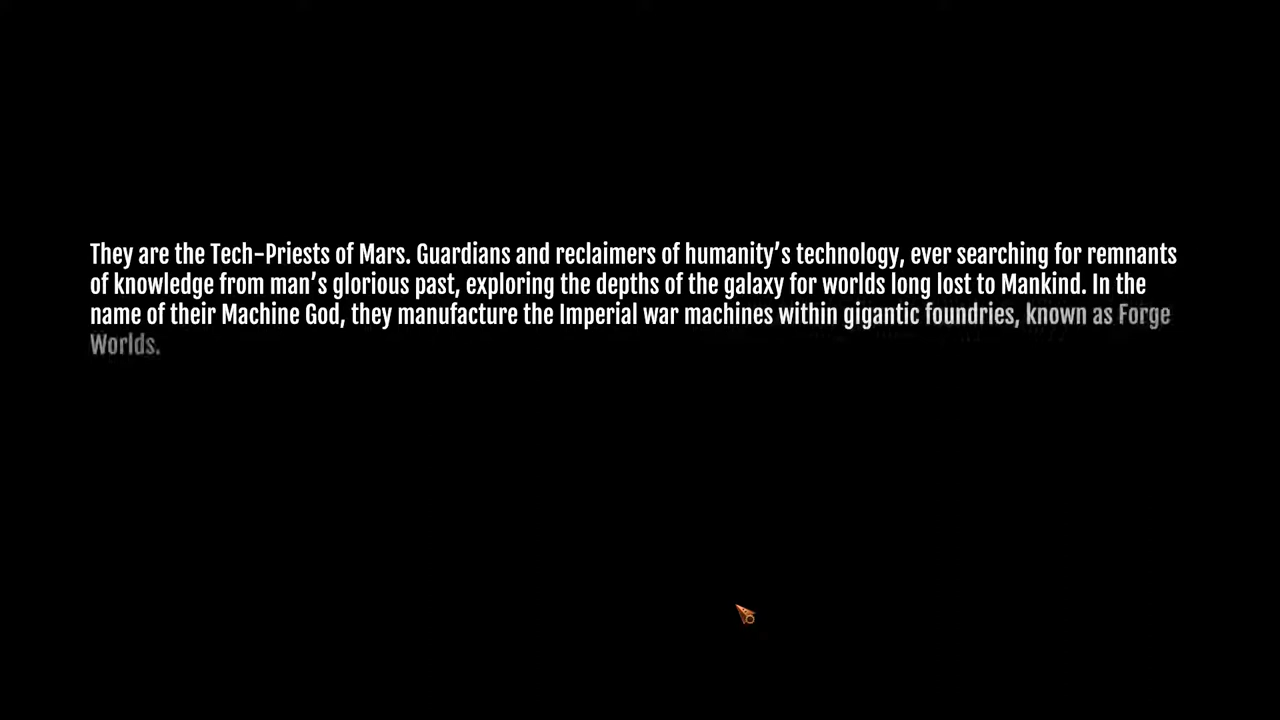 They are the Tech-Priests of Mars. Guardians and reclaimers of humanity’s technology, ever searching for remnants
of knowledge from man’s glorious past, exploring the depths of the galaxy for worlds long lost to Mankind. In the
name of their Machine God, they manufacture the Imperial war machines within gigantic foundries, known as Forge
Worlds.